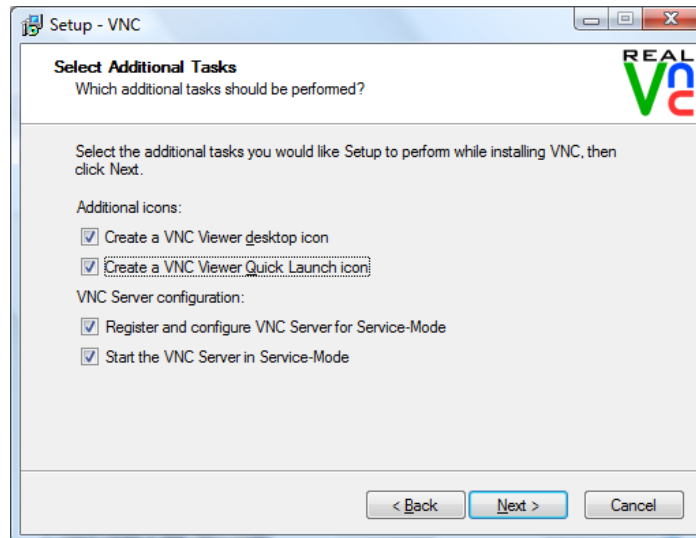 Setup - VNC
Select Additional Tasks
Which additional tasks should be performed?
REAL
VNC
Select the additional tasks you would like Setup to perform while installing VNC, then
click Next.
Additional icons:
Create a VNC Viewer desktop icon
Create a VNC Viewer Quick Launch icon
VNC Server configuration:
Register and configure VNC Server for Service-Mode
Start the VNC Server in Service-Mode
< Back Next > Cancel